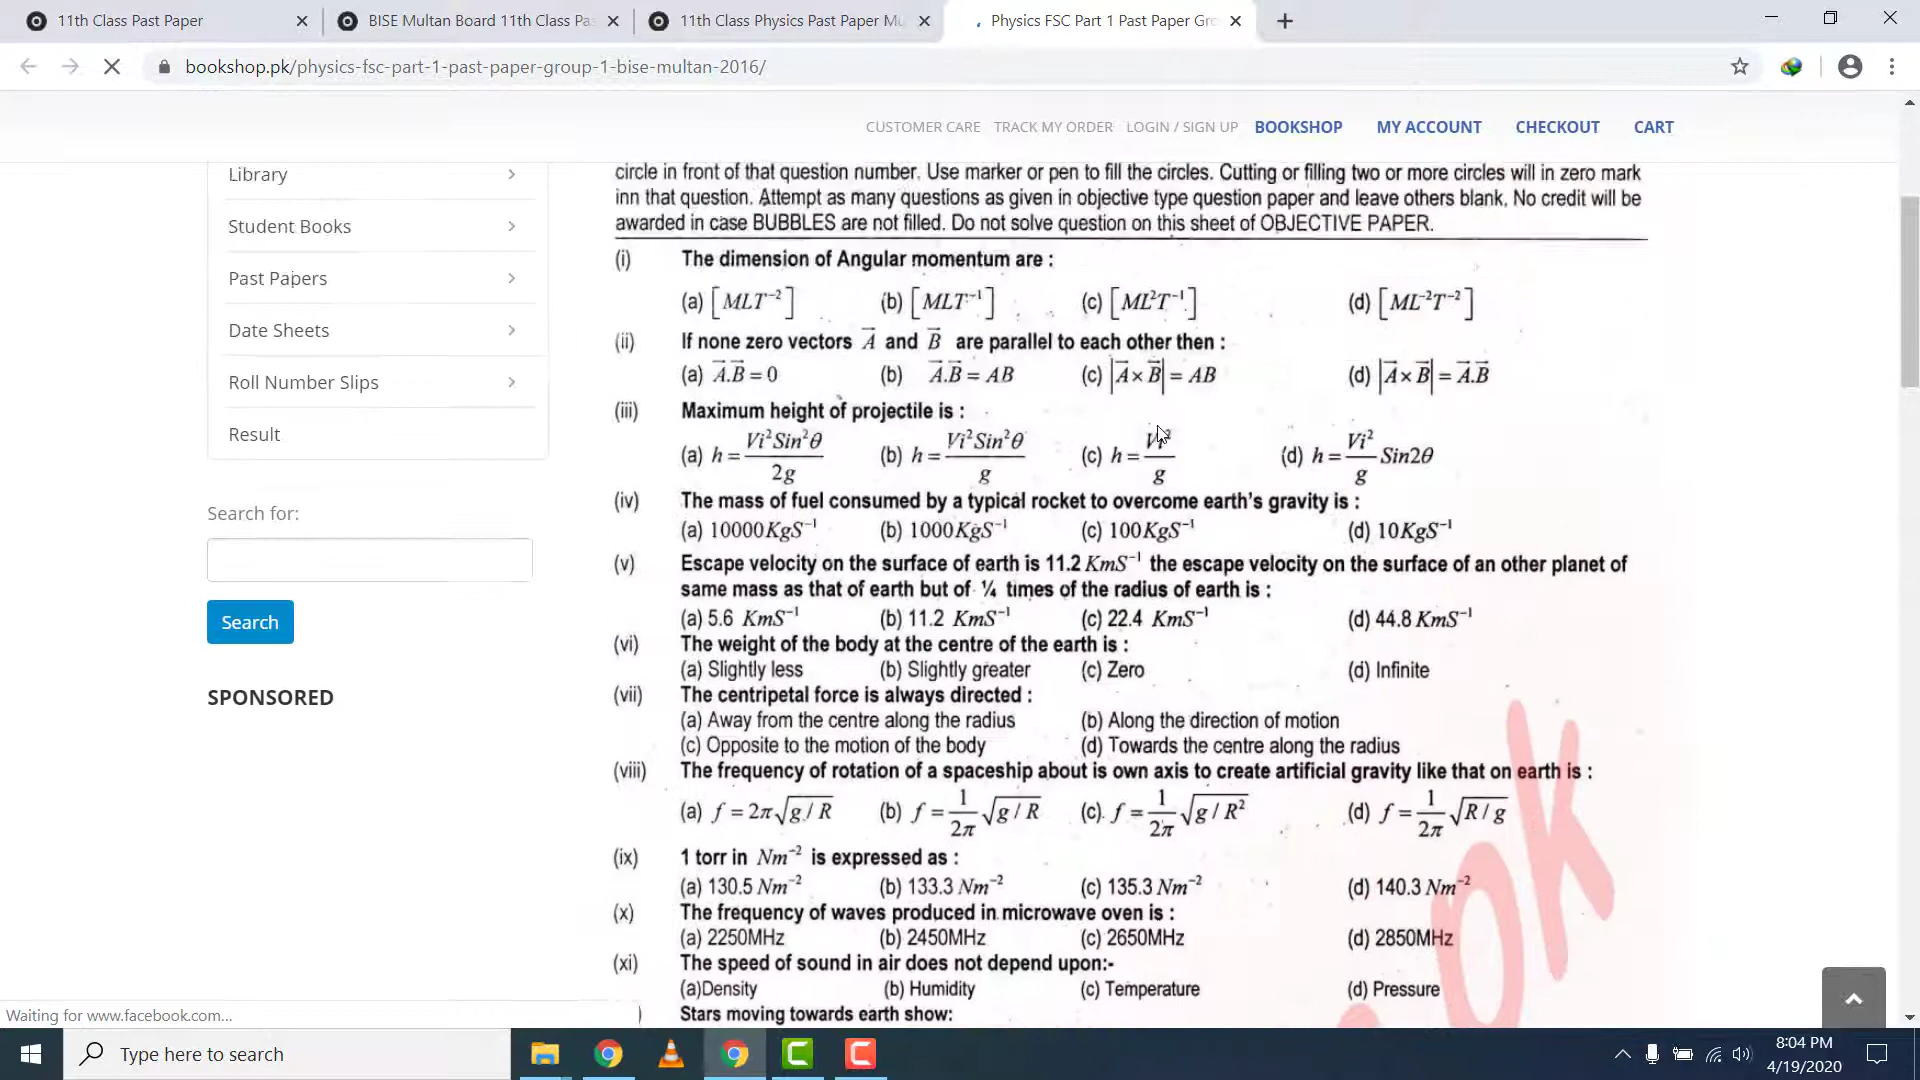 11th Class Past Paper
BISE Multan Board 11th Class Pa
11th Class Physics Past Paper Mu
Physics FSC Part 1 Past Paper Gr
bookshop.pk/physics-fsc-part-1-past-paper-group-1-bise-multan-2016/
CUSTOMER CARE TRACK MY ORDER LOGIN / SIGN UP BOOKSHOP MY ACCOUNT CHECKOUT CART
Library
Student Books
Past Papers
Date Sheets
Roll Number Slips
Result
Search for:
Search
SPONSORED
circle in front of that question number. Use marker or pen to fill the circles. Cutting or filling two or more circles will in zero mark
inn that question. Attempt as many questions as given in objective type question paper and leave others blank. No credit will be
awarded in case BUBBLES are not filled. Do not solve question on this sheet of OBJECTIVE PAPER.
(i) The dimension of Angular momentum are :
(a) [MLT⁻²] (b) [MLT⁻¹] (c) [ML²T⁻¹] (d) [ML⁻²T⁻²]
(ii) If none zero vectors A⃗ and B⃗ are parallel to each other then :
(a) A⃗.B⃗ = 0 (b) A⃗.B⃗ = AB (c) |A⃗ × B⃗| = AB (d) |A⃗ × B⃗| = A⃗.B⃗
(iii) Maximum height of projectile is :
(a) h = Vi²Sin²θ / 2g (b) h = Vi²Sin²θ / g (c) h = Vi² / g (d) h = Vi² / g Sin2θ
(iv) The mass of fuel consumed by a typical rocket to overcome earth's gravity is :
(a) 10000KgS⁻¹ (b) 1000KgS⁻¹ (c) 100KgS⁻¹ (d) 10KgS⁻¹
(v) Escape velocity on the surface of earth is 11.2 KmS⁻¹ the escape velocity on the surface of an other planet of
same mass as that of earth but of ¼ times of the radius of earth is :
(a) 5.6 KmS⁻¹ (b) 11.2 KmS⁻¹ (c) 22.4 KmS⁻¹ (d) 44.8 KmS⁻¹
(vi) The weight of the body at the centre of the earth is :
(a) Slightly less (b) Slightly greater (c) Zero (d) Infinite
(vii) The centripetal force is always directed :
(a) Away from the centre along the radius (b) Along the direction of motion
(c) Opposite to the motion of the body (d) Towards the centre along the radius
(viii) The frequency of rotation of a spaceship about is own axis to create artificial gravity like that on earth is :
(a) f = 2π√g / R (b) f = 1/2π √g / R (c). f = 1/2π √g / R² (d) f = 1/2π √R / g
(ix) 1 torr in Nm⁻² is expressed as :
(a) 130.5 Nm⁻² (b) 133.3 Nm⁻² (c) 135.3 Nm⁻² (d) 140.3 Nm⁻²
(x) The frequency of waves produced in microwave oven is :
(a) 2250MHz (b) 2450MHz (c) 2650MHz (d) 2850MHz
(xi) The speed of sound in air does not depend upon:-
(a)Density (b) Humidity (c) Temperature (d) Pressure
) Stars moving towards earth show:
.ok
Waiting for www.facebook.com...
Type here to search
8:04 PM
4/19/2020